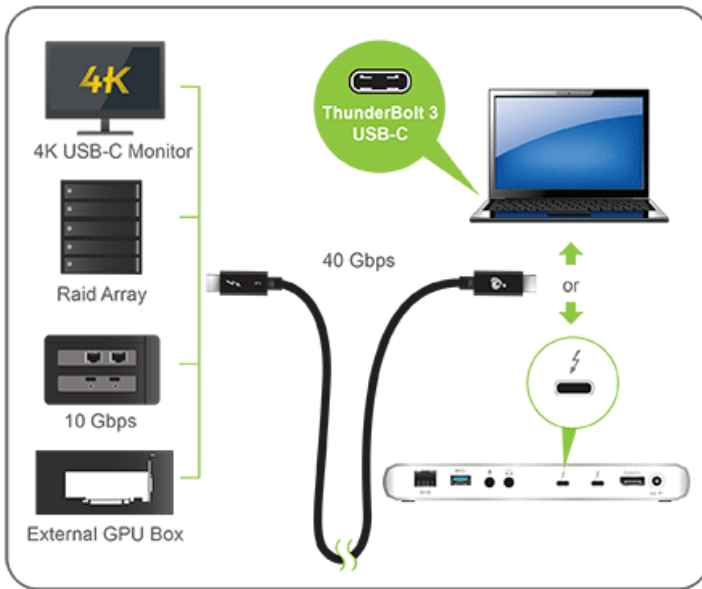 4K
4K USB-C Monitor
Raid Array
10 Gbps
External GPU Box
40 Gbps
ThunderBolt 3
USB-C
or